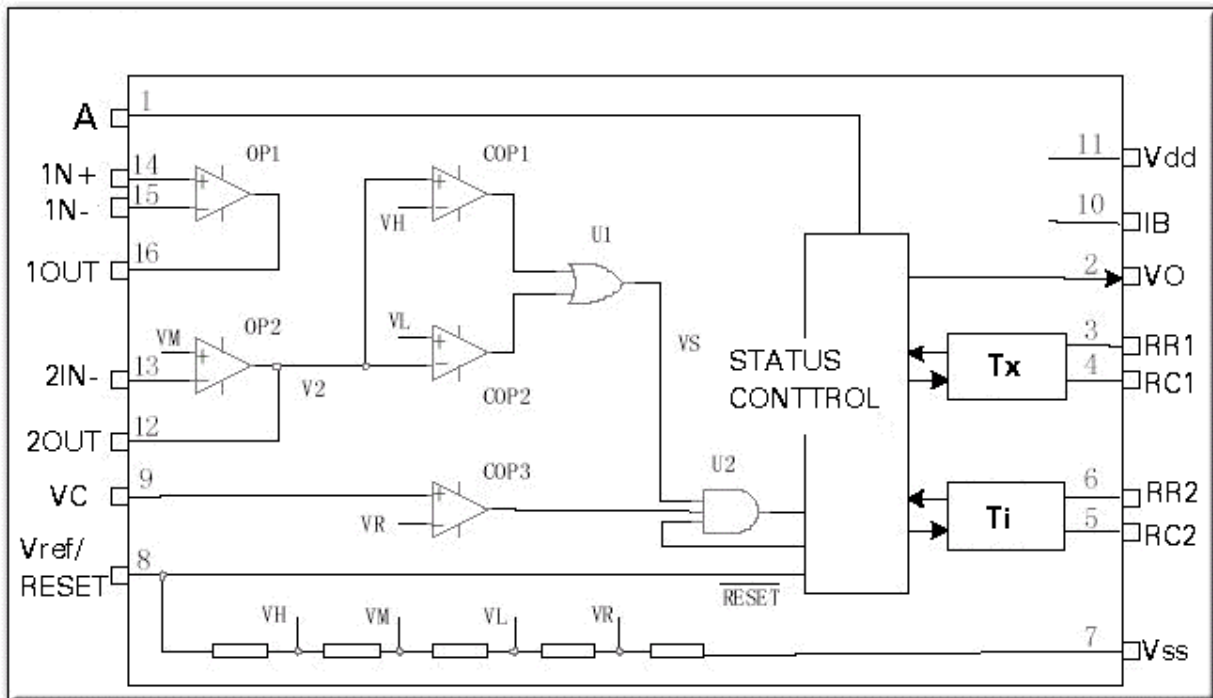 A 1
1N+ 14
1N- 15
OP1
1OUT 16
VM
OP2
2IN- 13
V2
2OUT 12
VC 9
Vref/
RESET 8
COP1
VH
VL
COP2
COP3
VR
U1
VS
U2
STATUS
CONTTROL
RESET
11 Vdd
10 IB
2 VO
Tx
3 RR1
4 RC1
Ti
6 RR2
5 RC2
VH VM VL VR
7 Vss